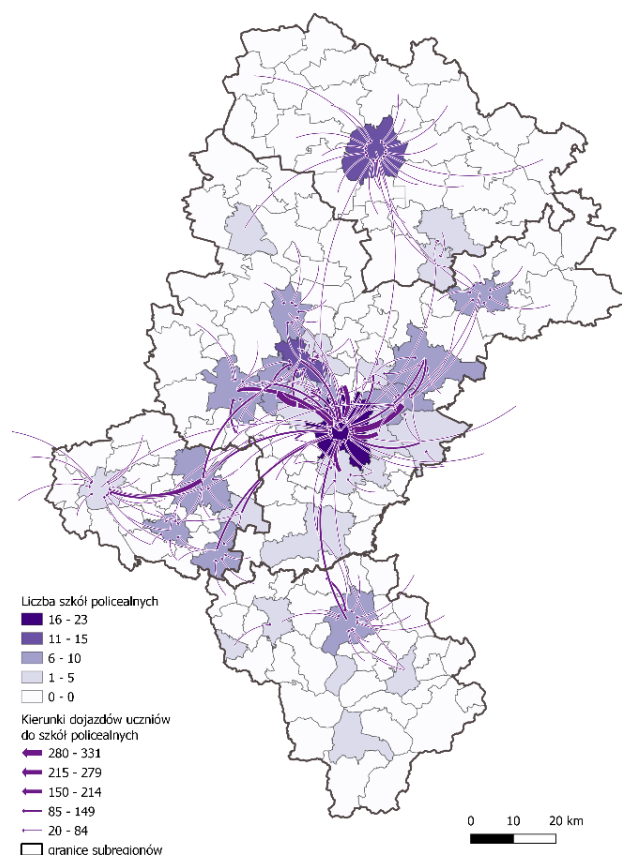 Liczba szkół policealnych
16 - 23
11 - 15
6 - 10
1 - 5
0 - 0
Kierunki dojazdów uczniów
do szkół policealnych
280 - 331
215 - 279
150 - 214
85 - 149
20 - 84
granice subregionów
0 10 20 km